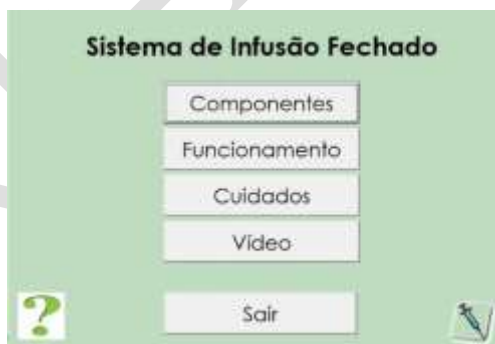 Sistema de Infusão Fechado
Componentes
Funcionamento
Cuidados
Vídeo
?
Sair